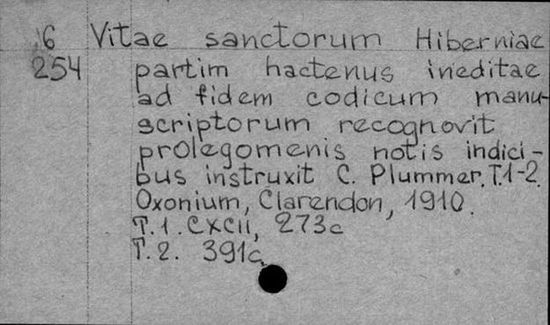 6 Vitae sanctorum Hiberniae
254 partim hactenus ineditae
ad fidem codicum manu-
scriptorum recognovit
prolegomenis notis indici-
bus instruxit C. Plummer. T.1-2.
Oxonium, Clarendon, 1910.
T.1. CXCII, 273c
T.2. 391c.